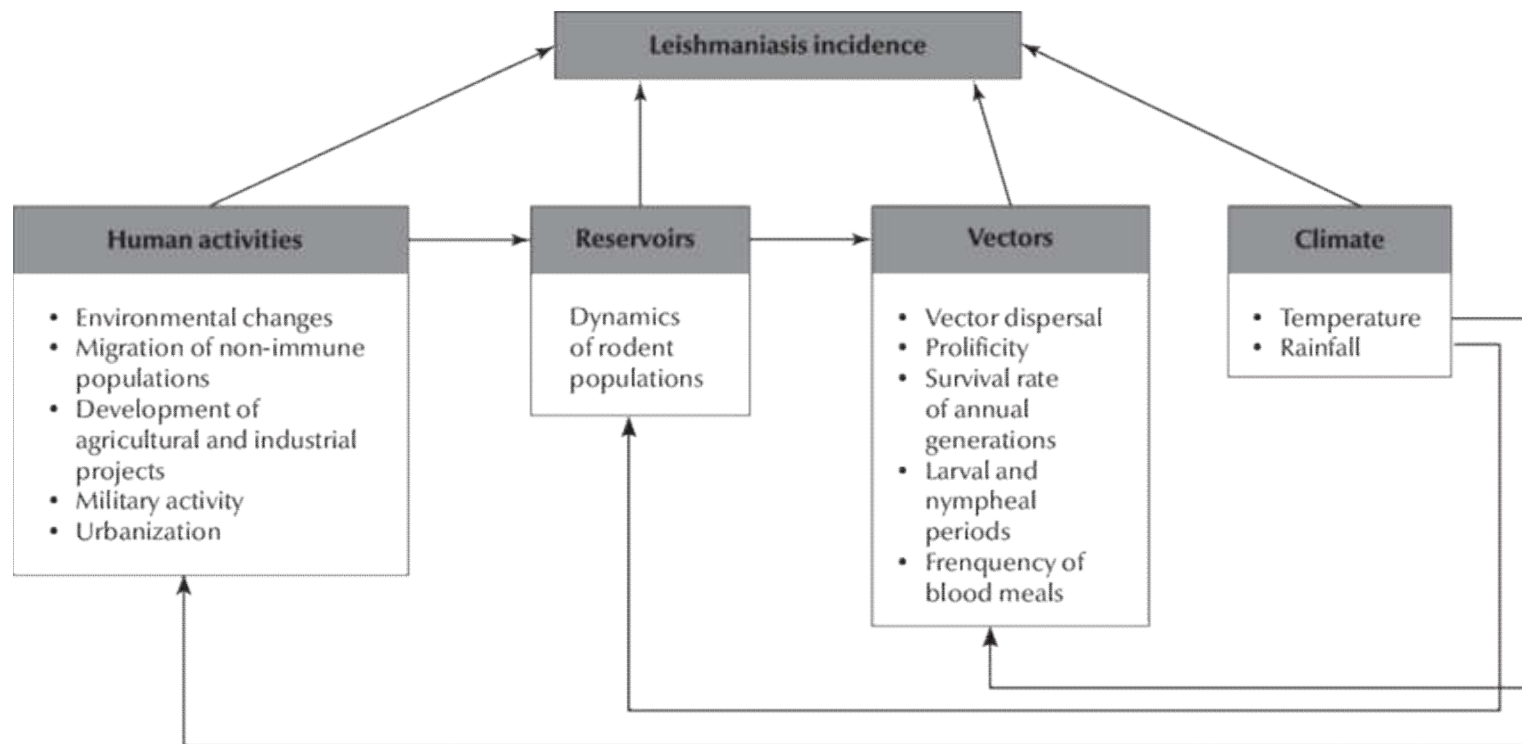 Leishmaniasis incidence
Human activities
• Environmental changes
• Migration of non-immune
populations
• Development of
agricultural and industrial
projects
• Military activity
• Urbanization
Reservoirs
Dynamics
of rodent
populations
Vectors
• Vector dispersal
• Prolificity
• Survival rate
of annual
generations
• Larval and
nympheal
periods
• Frenquency of
blood meals
Climate
• Temperature
• Rainfall